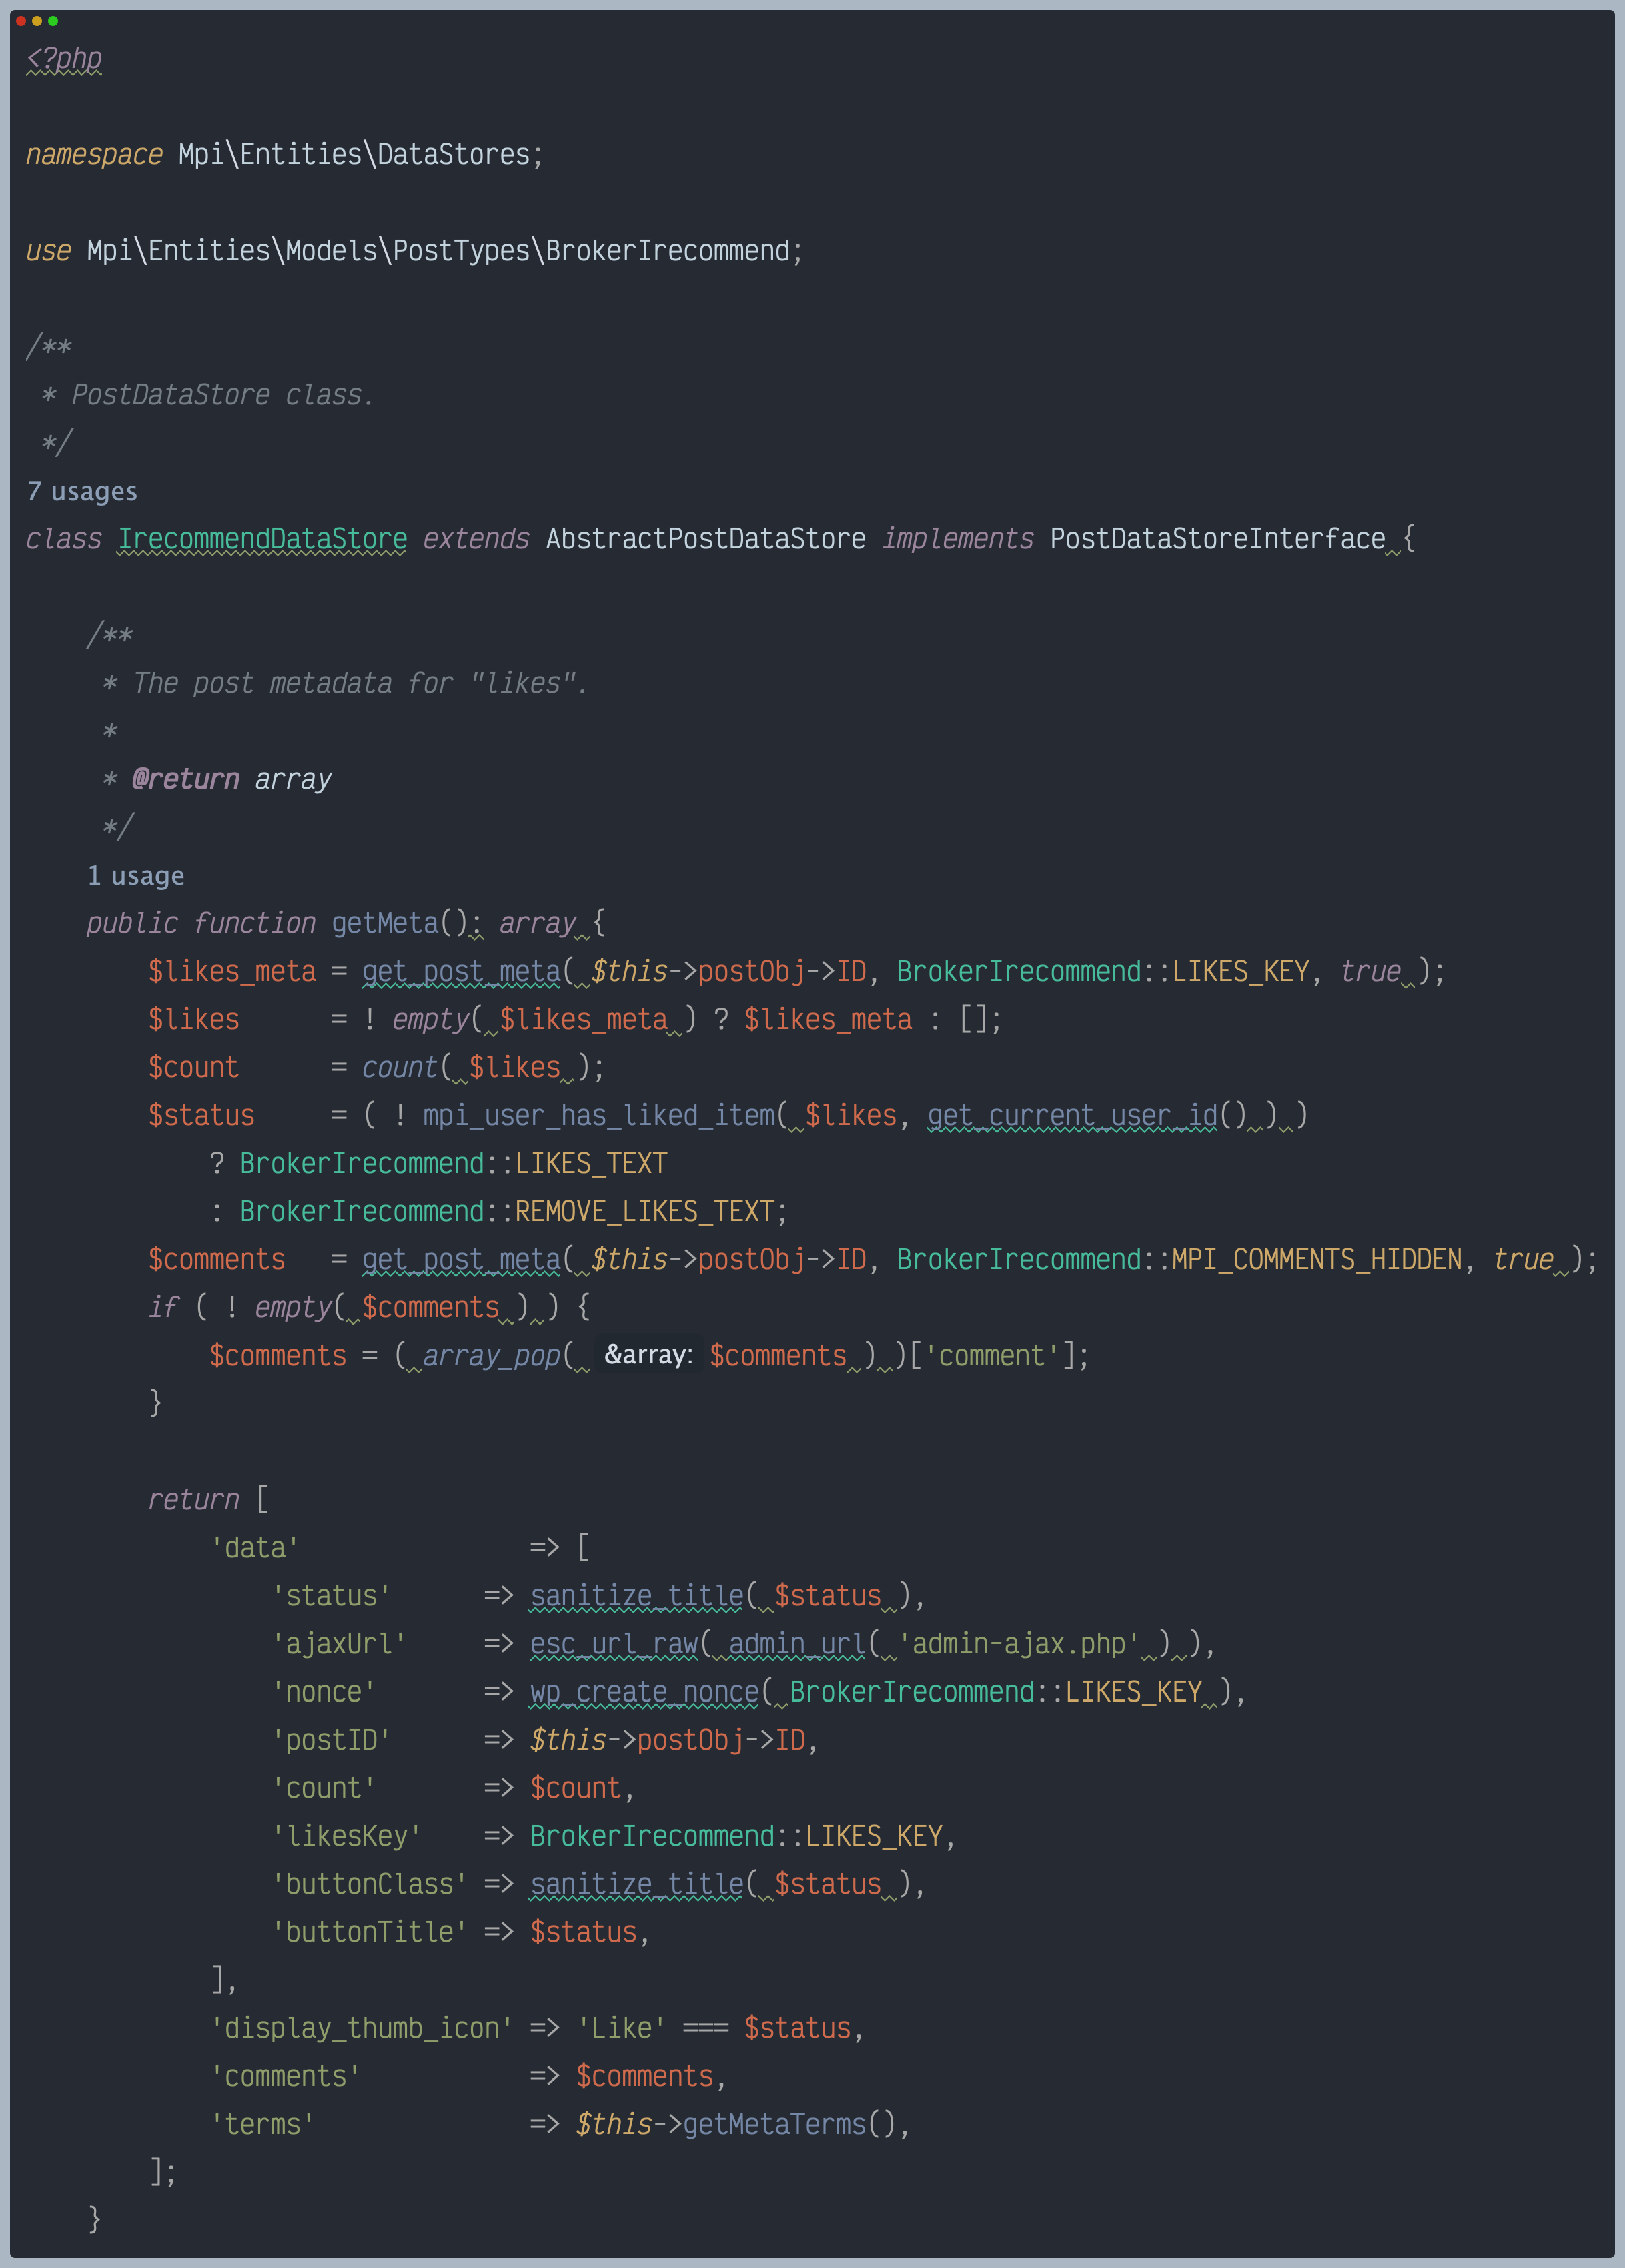 <?php
namespace Mpi\Entities\DataStores;
use Mpi\Entities\Models\PostTypes\BrokerIrecommend;
/**
 * PostDataStore class.
 */
7 usages
class IrecommendDataStore extends AbstractPostDataStore implements PostDataStoreInterface {
    /**
     * The post metadata for "likes".
     *
     * @return array
     */
    1 usage
    public function getMeta(): array {
        $likes_meta = get_post_meta( $this->postObj->ID, BrokerIrecommend::LIKES_KEY, true );
        $likes      = ! empty( $likes_meta ) ? $likes_meta : [];
        $count      = count( $likes );
        $status     = ( ! mpi_user_has_liked_item( $likes, get_current_user_id() ) )
            ? BrokerIrecommend::LIKES_TEXT
            : BrokerIrecommend::REMOVE_LIKES_TEXT;
        $comments   = get_post_meta( $this->postObj->ID, BrokerIrecommend::MPI_COMMENTS_HIDDEN, true );
        if ( ! empty( $comments ) ) {
            $comments = ( array_pop( &array: $comments ) )['comment'];
        }
        return [
            'data'               => [
                'status'      => sanitize_title( $status ),
                'ajaxUrl'     => esc_url_raw( admin_url( 'admin-ajax.php' ) ),
                'nonce'       => wp_create_nonce( BrokerIrecommend::LIKES_KEY ),
                'postID'      => $this->postObj->ID,
                'count'       => $count,
                'likesKey'    => BrokerIrecommend::LIKES_KEY,
                'buttonClass' => sanitize_title( $status ),
                'buttonTitle' => $status,
            ],
            'display_thumb_icon' => 'Like' === $status,
            'comments'           => $comments,
            'terms'              => $this->getMetaTerms(),
        ];
    }